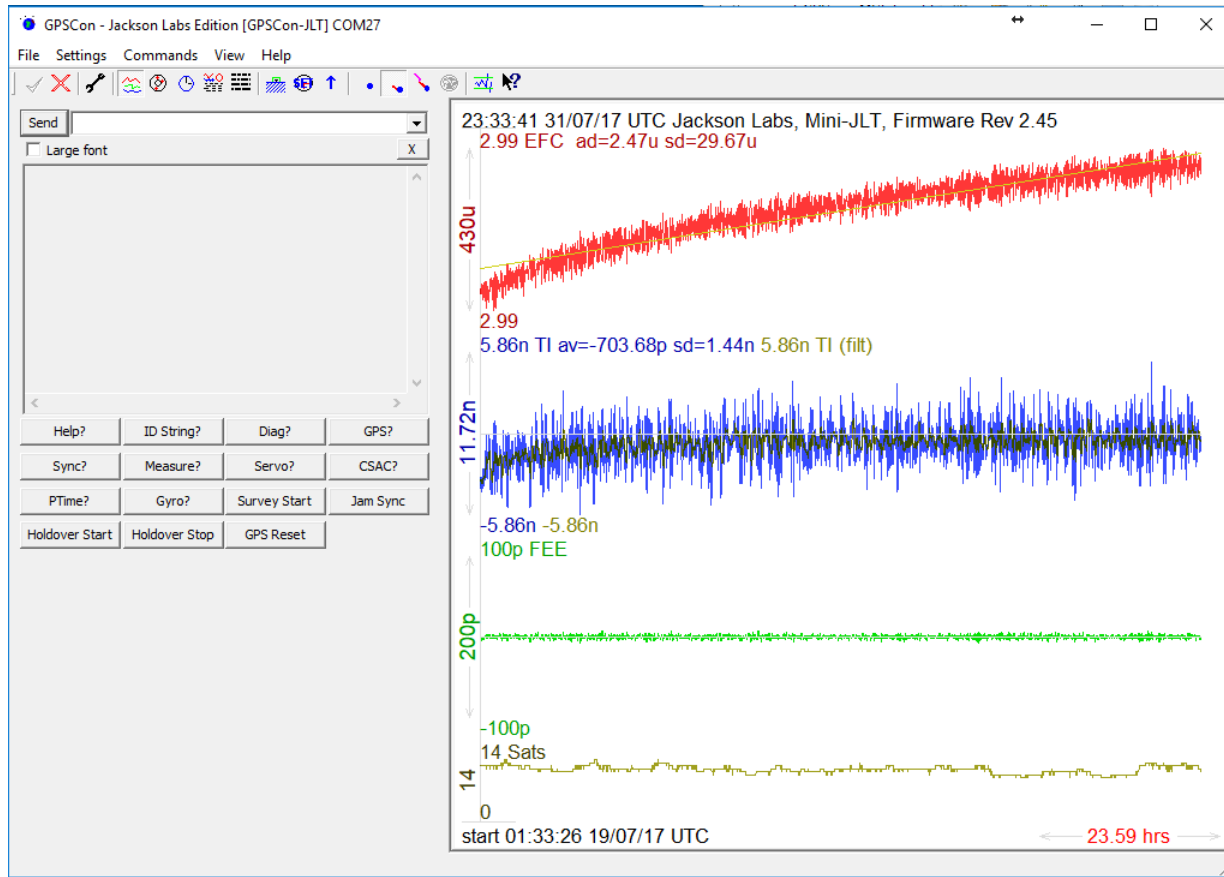 GPSCon - Jackson Labs Edition [GPSCon-JLT] COM27
File Settings Commands View Help
Send
Large font
X
Help? ID String? Diag? GPS?
Sync? Measure? Servo? CSAC?
PTime? Gyro? Survey Start Jam Sync
Holdover Start Holdover Stop GPS Reset
23:33:41 31/07/17 UTC Jackson Labs, Mini-JLT, Firmware Rev 2.45
2.99 EFC ad=2.47u sd=29.67u
430u
2.99
5.86n TI av=-703.68p sd=1.44n 5.86n TI (filt)
11.72n
-5.86n -5.86n
100p FEE
200p
-100p
14 Sats
14
0
start 01:33:26 19/07/17 UTC
23.59 hrs